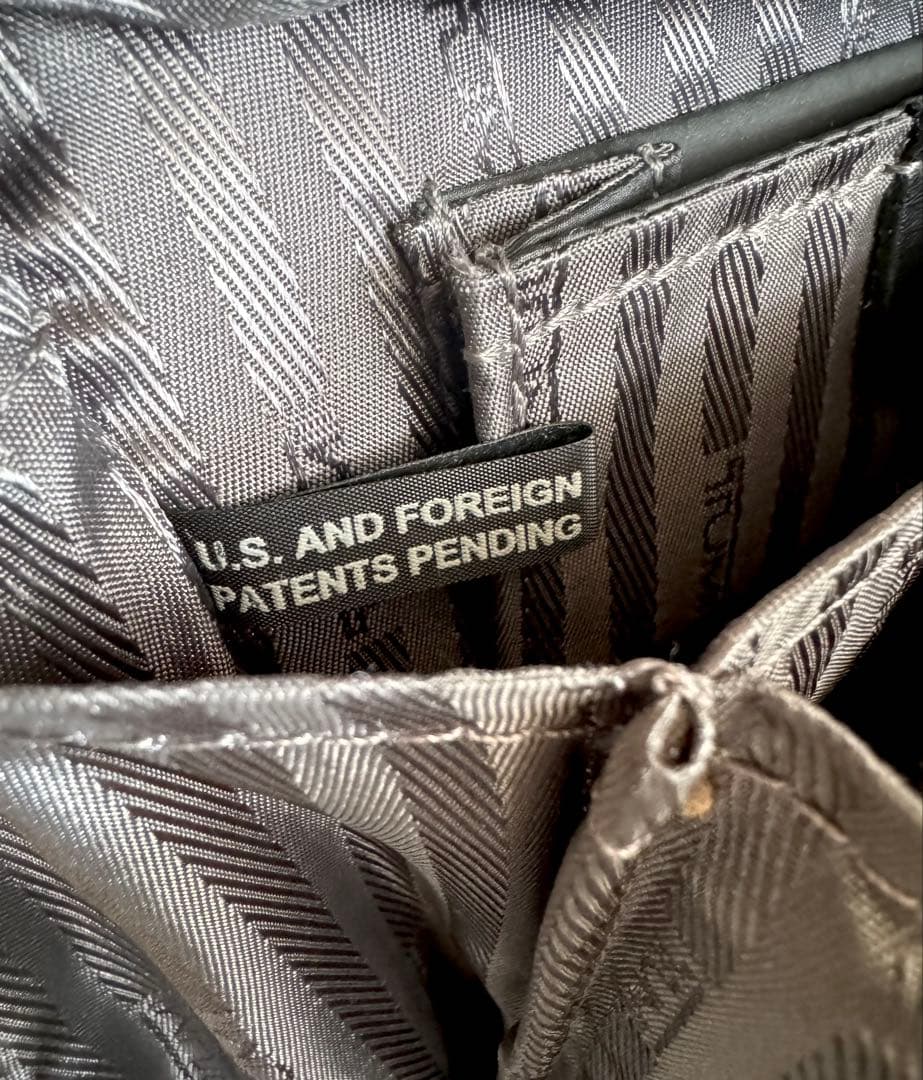 U.S. AND FOREIGN
PATENTS PENDING